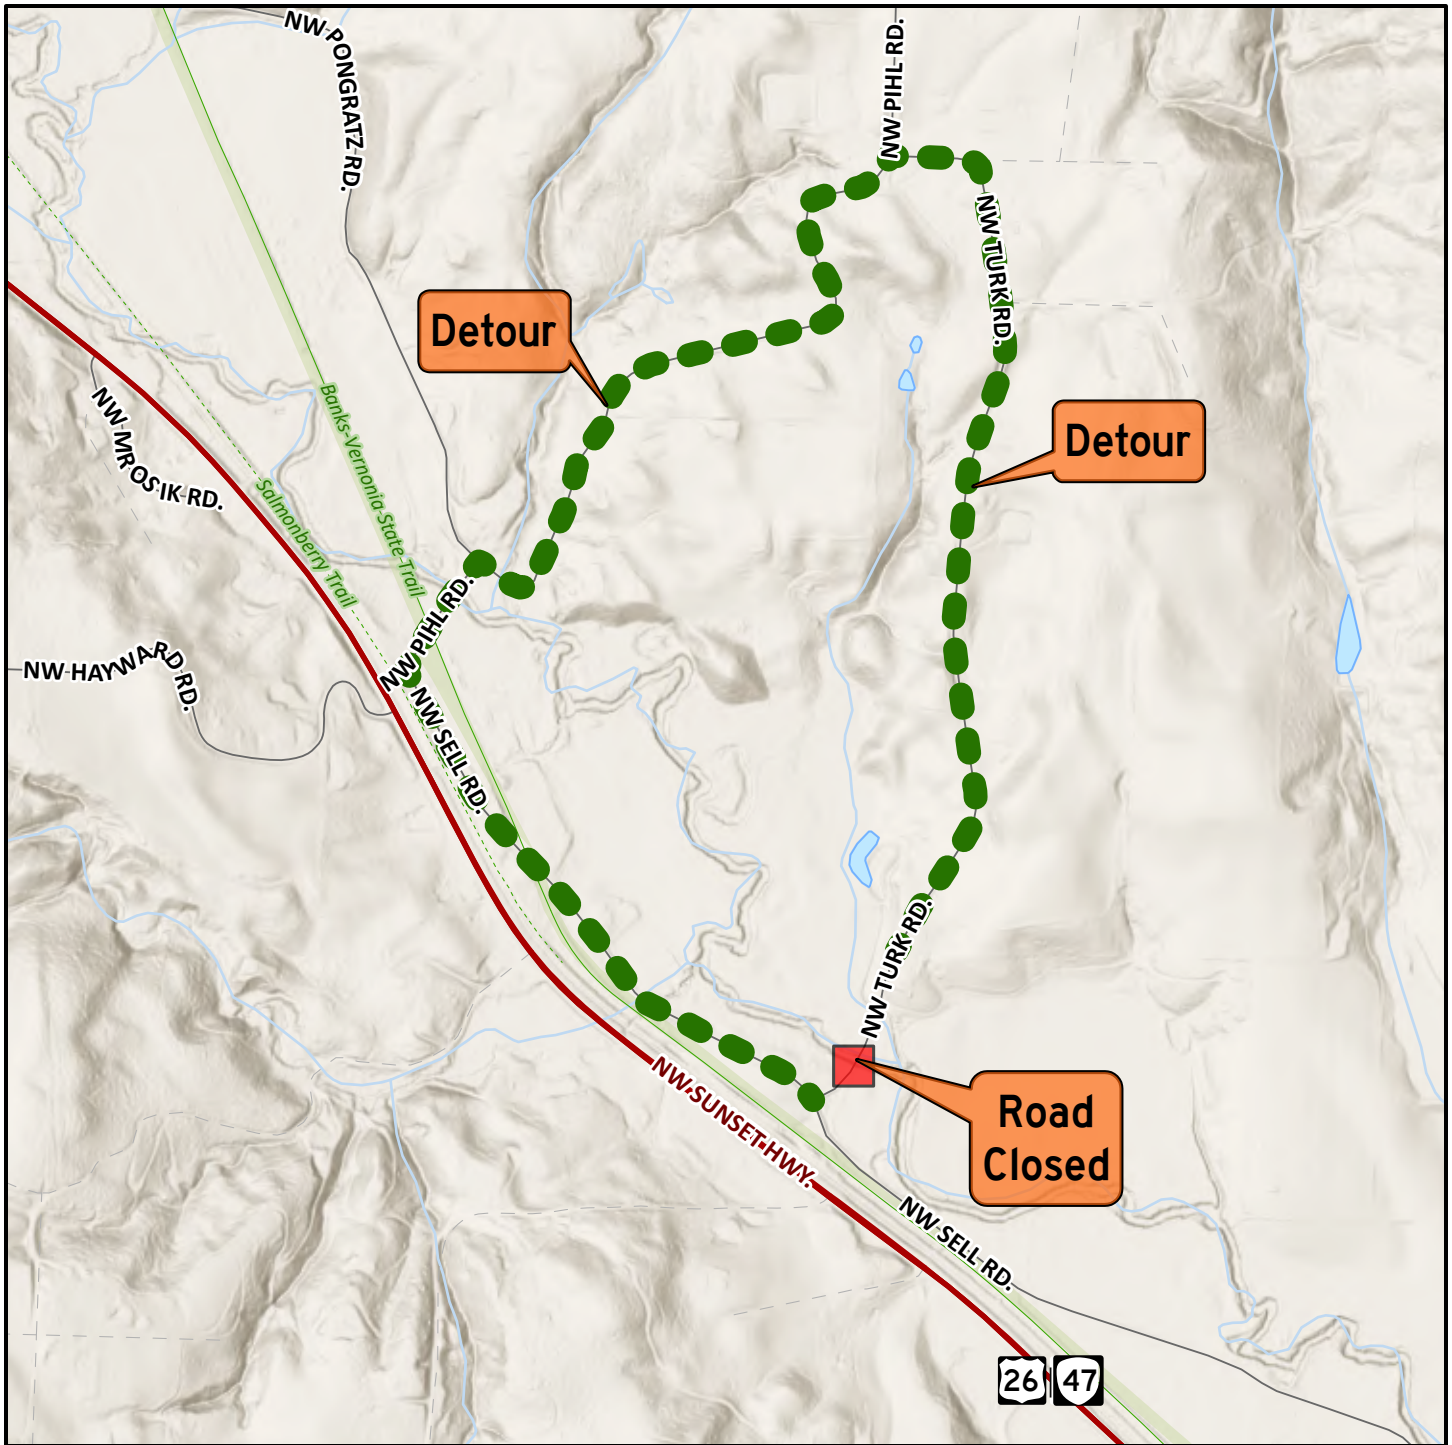 NW PONGRATZ RD.
NW PIHL RD.
NW TURK RD.
Detour
Detour
Banks-Vernonia State Trail
NW MROSIK RD.
Salmonberry Trail
NW PIHL RD.
NW HAYWARD RD.
NW SELL RD.
NW TURK RD.
Road
Closed
NW SUNSET HWY.
NW SELL RD.
26 47